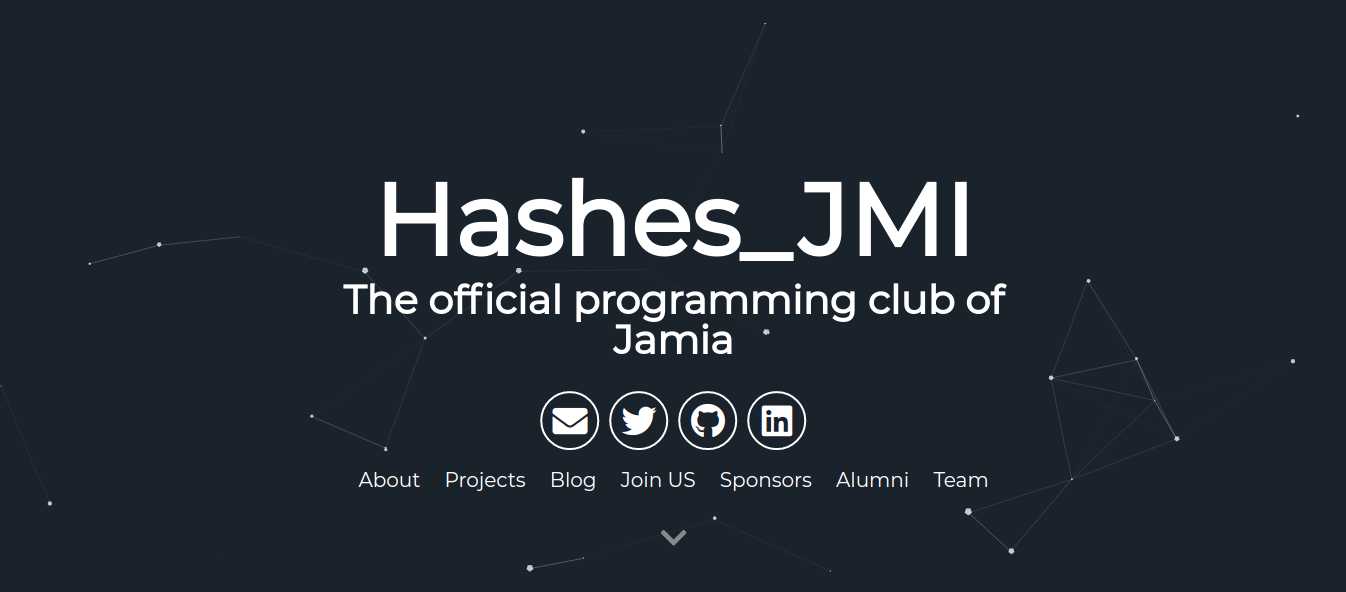 Hashes_JMI
The official programming club of
Jamia
About Projects Blog Join US Sponsors Alumni Team